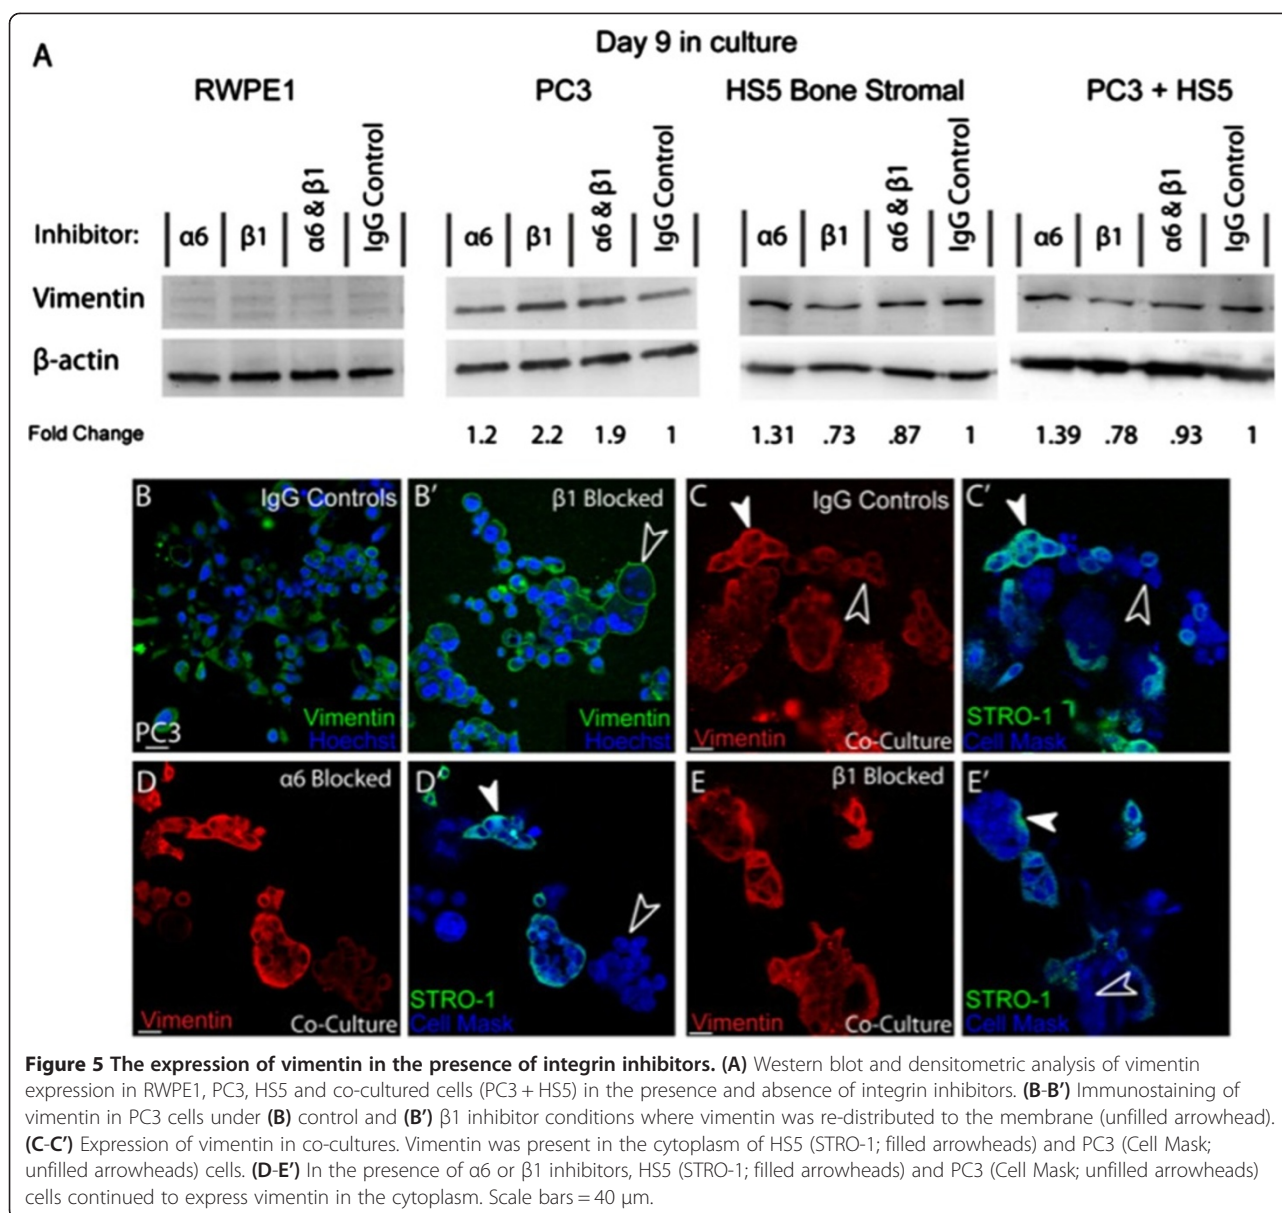 A
Day 9 in culture
RWPE1 PC3 HS5 Bone Stromal PC3 + HS5
Inhibitor: α6 β1 α6 & β1 IgG Control α6 β1 α6 & β1 IgG Control α6 β1 α6 & β1 IgG Control α6 β1 α6 & β1 IgG Control
Vimentin
β-actin
Fold Change 1.2 2.2 1.9 1 1.31 .73 .87 1 1.39 .78 .93 1
B IgG Controls B′ β1 Blocked C IgG Controls C′
Vimentin Vimentin STRO-1
PC3 Hoechst Hoechst Vimentin Co-Culture Cell Mask
D α6 Blocked D′ E β1 Blocked E′
STRO-1 STRO-1
Vimentin Co-Culture Cell Mask Vimentin Co-Culture Cell Mask
Figure 5 The expression of vimentin in the presence of integrin inhibitors. (A) Western blot and densitometric analysis of vimentin
expression in RWPE1, PC3, HS5 and co-cultured cells (PC3 + HS5) in the presence and absence of integrin inhibitors. (B-B′) Immunostaining of
vimentin in PC3 cells under (B) control and (B′) β1 inhibitor conditions where vimentin was re-distributed to the membrane (unfilled arrowhead).
(C-C′) Expression of vimentin in co-cultures. Vimentin was present in the cytoplasm of HS5 (STRO-1; filled arrowheads) and PC3 (Cell Mask;
unfilled arrowheads) cells. (D-E′) In the presence of α6 or β1 inhibitors, HS5 (STRO-1; filled arrowheads) and PC3 (Cell Mask; unfilled arrowheads)
cells continued to express vimentin in the cytoplasm. Scale bars = 40 μm.